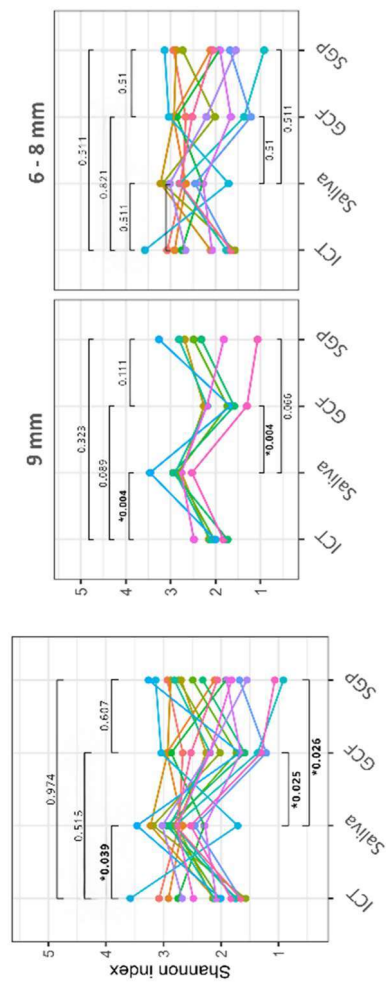 Shannon index
5
4
3
2
1
0.974
0.515
*0.039
0.607
*0.025
*0.026
ICT
Saliva
GCF
SGP
9 mm
5
4
3
2
1
0.323
0.089
*0.004
0.111
*0.004
0.066
ICT
Saliva
GCF
SGP
6 - 8 mm
0.511
0.821
0.511
0.51
0.51
0.511
ICT
Saliva
GCF
SGP